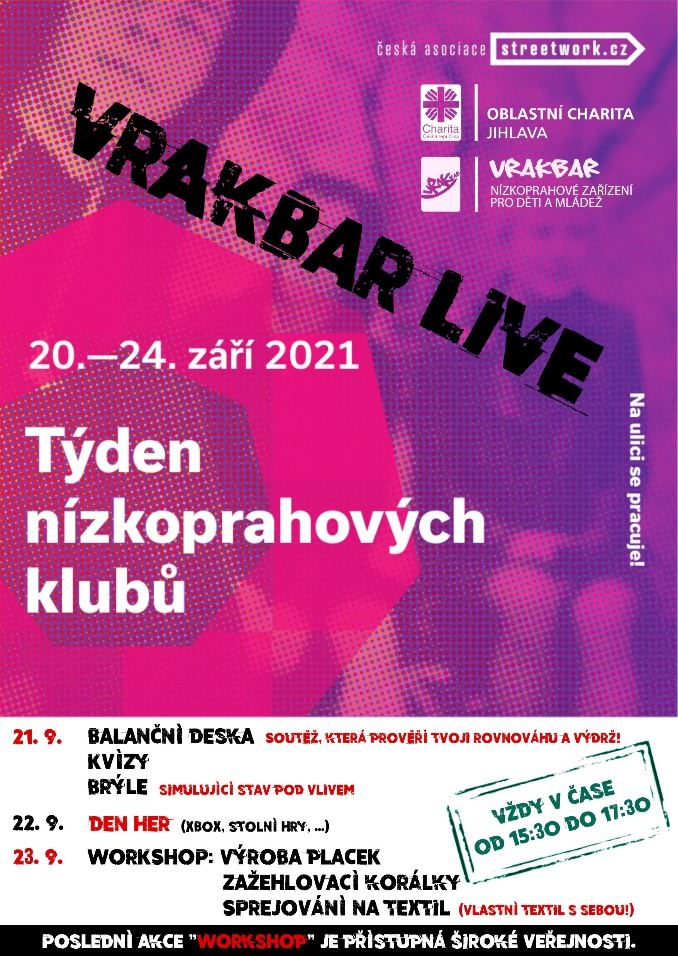 česká asociace streetwork.cz
Charita
Česká republika
OBLASTNÍ CHARITA
JIHLAVA
VRAKBAR
NÍZKOPRAHOVÉ ZAŘÍZENÍ
PRO DĚTI A MLÁDEŽ
VRAKBAR LIVE
20.—24. září 2021
Na ulici se pracuje!
Týden
nízkoprahových
klubů
21. 9. BALANČNÍ DESKA SOUTĚŽ, KTERÁ PROVĚŘÍ TVOJI ROVNOVÁHU A VÝDRŽ!
KVÍZY
BRÝLE SIMULUJÍCÍ STAV POD VLIVEM
VŽDY V ČASE
OD 15:30 DO 17:30
22. 9. DEN HER (XBOX, STOLNÍ HRY, ...)
23. 9. WORKSHOP: VÝROBA PLACEK
ZAŽEHLOVACÍ KORÁLKY
SPREJOVÁNÍ NA TEXTIL (VLASTNÍ TEXTIL S SEBOU!)
POSLEDNÍ AKCE "WORKSHOP" JE PŘÍSTUPNÁ ŠIROKÉ VEŘEJNOSTI.